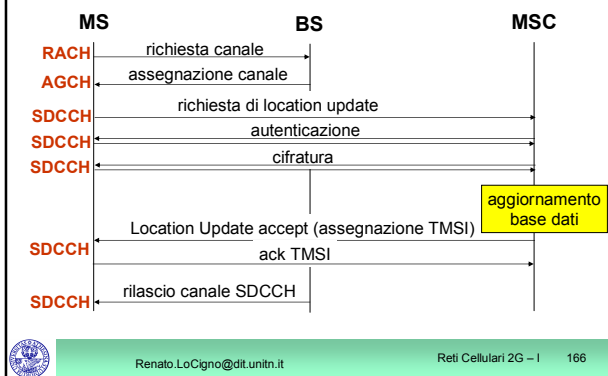 MS BS MSC
RACH richiesta canale
AGCH assegnazione canale
SDCCH richiesta di location update
SDCCH autenticazione
SDCCH cifratura
aggiornamento
base dati
Location Update accept (assegnazione TMSI)
SDCCH
ack TMSI
SDCCH rilascio canale SDCCH
Renato.LoCigno@dit.unitn.it Reti Cellulari 2G – I 166